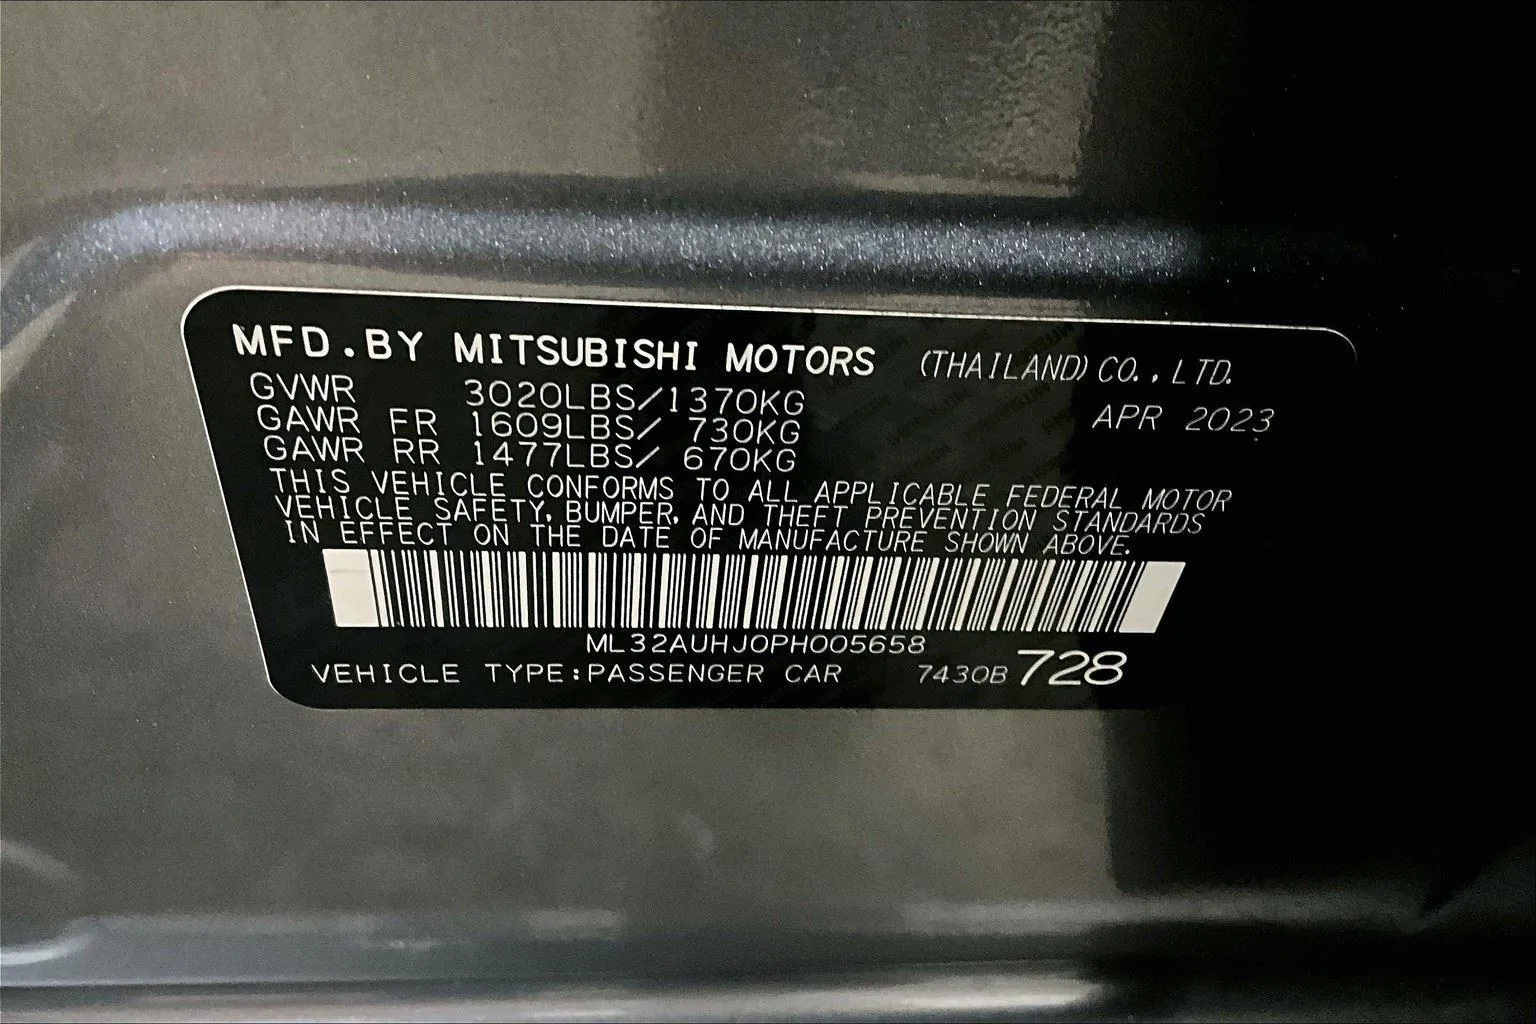 MFD.BY MITSUBISHI MOTORS (THAILAND) CO.,LTD.
GVWR 3020LBS/1370KG
APR 2023
GAWR FR 1609LBS/ 730KG
GAWR RR 1477LBS/ 670KG
THIS VEHICLE CONFORMS TO ALL APPLICABLE FEDERAL MOTOR
VEHICLE SAFETY, BUMPER, AND THEFT PREVENTION STANDARDS
IN EFFECT ON THE DATE OF MANUFACTURE SHOWN ABOVE.
ML32AUHJ0PH005658
VEHICLE TYPE:PASSENGER CAR 7430B 728